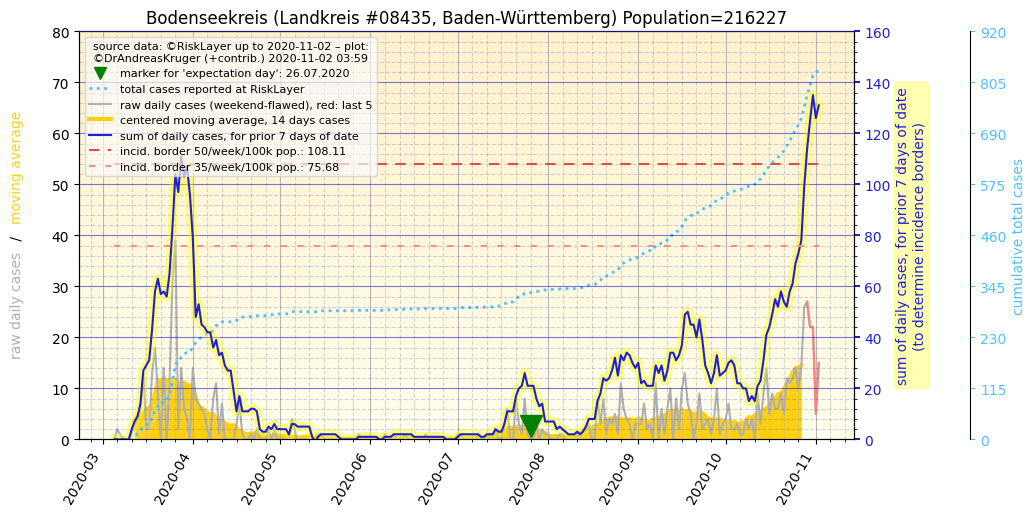 Bodenseekreis (Landkreis #08435, Baden-Württemberg) Population=216227
source data: ©RiskLayer up to 2020-11-02 – plot:
©DrAndreasKruger (+contrib.) 2020-11-02 03:59
marker for 'expectation day': 26.07.2020
total cases reported at RiskLayer
raw daily cases (weekend-flawed), red: last 5
centered moving average, 14 days cases
sum of daily cases, for prior 7 days of date
incid. border 50/week/100k pop.: 108.11
incid. border 35/week/100k pop.: 75.68
raw daily cases / moving average
80
70
60
50
40
30
20
10
0
2020-03
2020-04
2020-05
2020-06
2020-07
2020-08
2020-09
2020-10
2020-11
160
140
120
100
80
60
40
20
0
sum of daily cases, for prior 7 days of date
(to determine incidence borders)
920
805
690
575
460
345
230
115
0
cumulative total cases